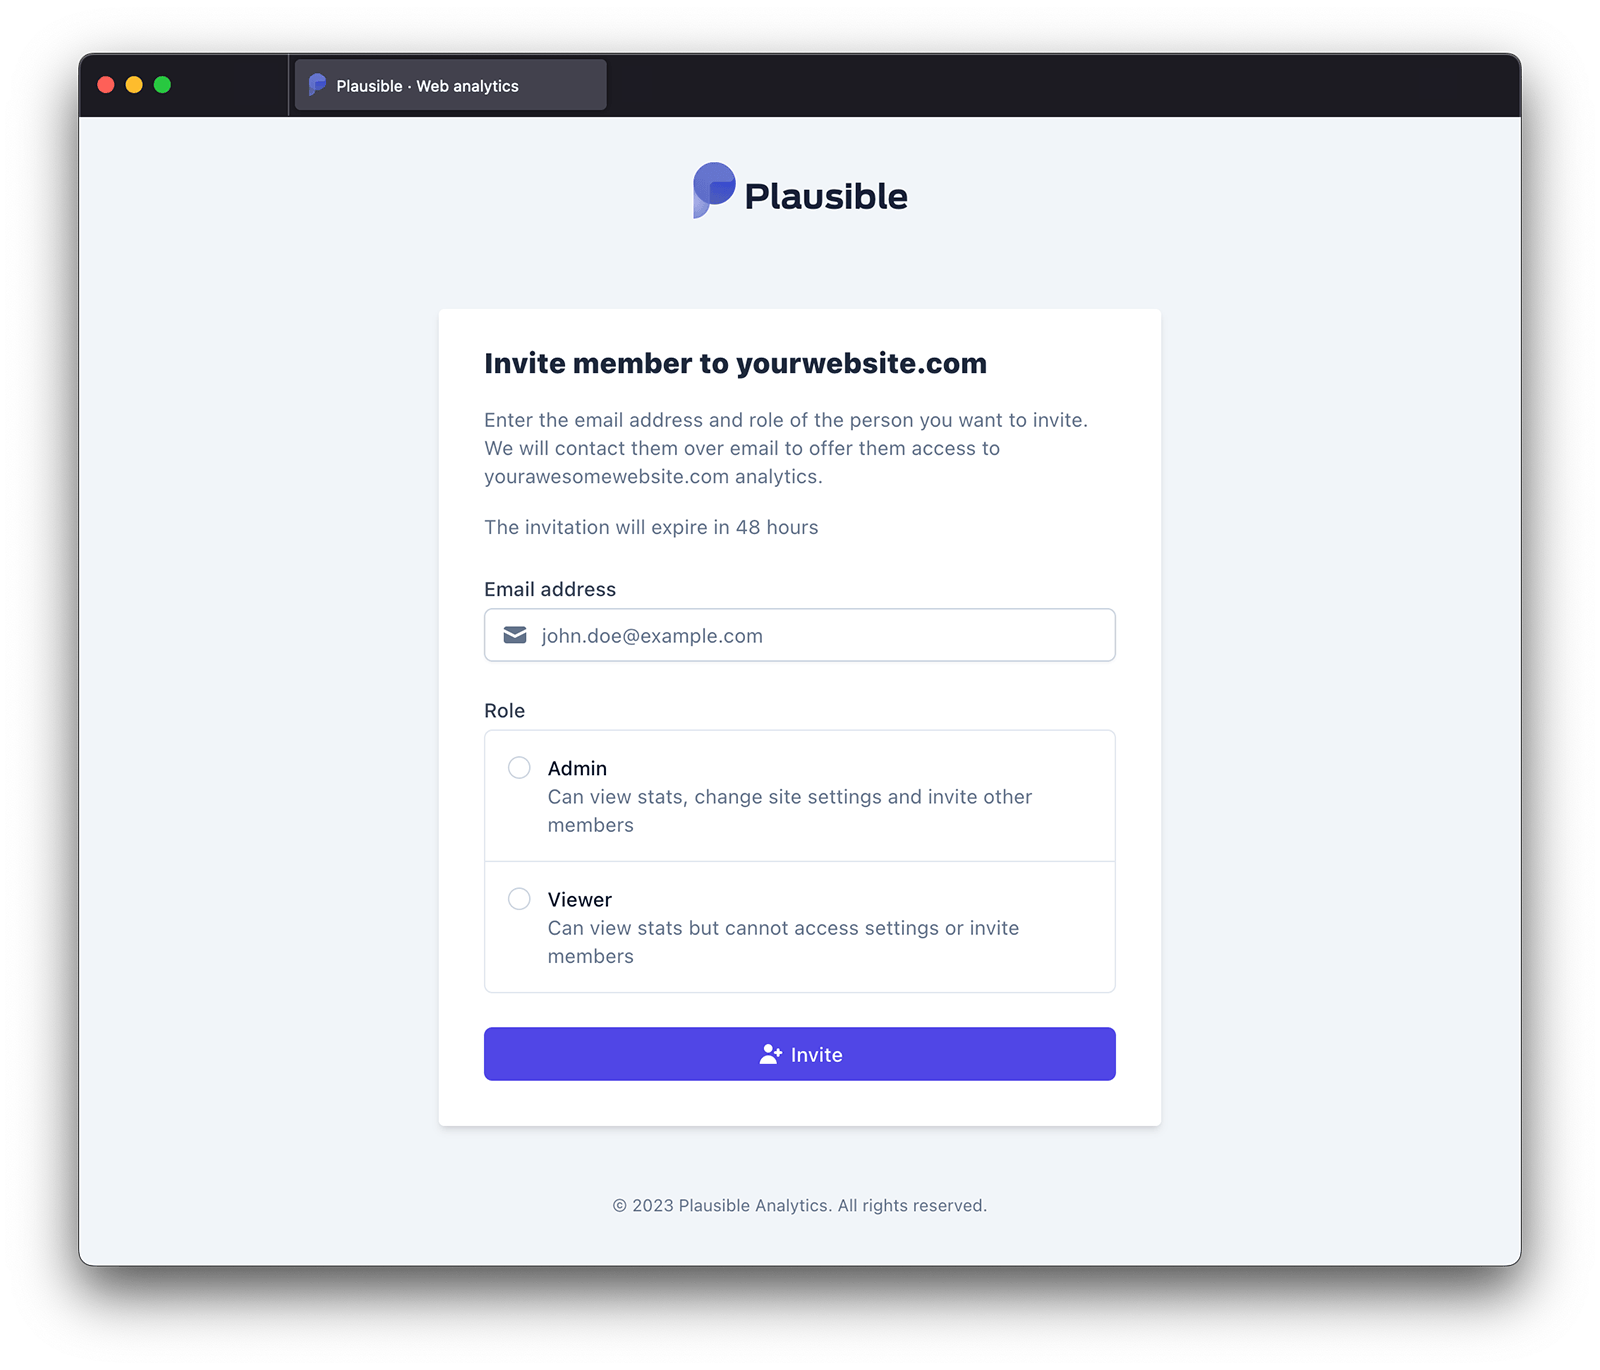 Plausible · Web analytics
Plausible
Invite member to yourwebsite.com
Enter the email address and role of the person you want to invite.
We will contact them over email to offer them access to
yourawesomewebsite.com analytics.
The invitation will expire in 48 hours
Email address
john.doe@example.com
Role
Admin
Can view stats, change site settings and invite other
members
Viewer
Can view stats but cannot access settings or invite
members
Invite
© 2023 Plausible Analytics. All rights reserved.